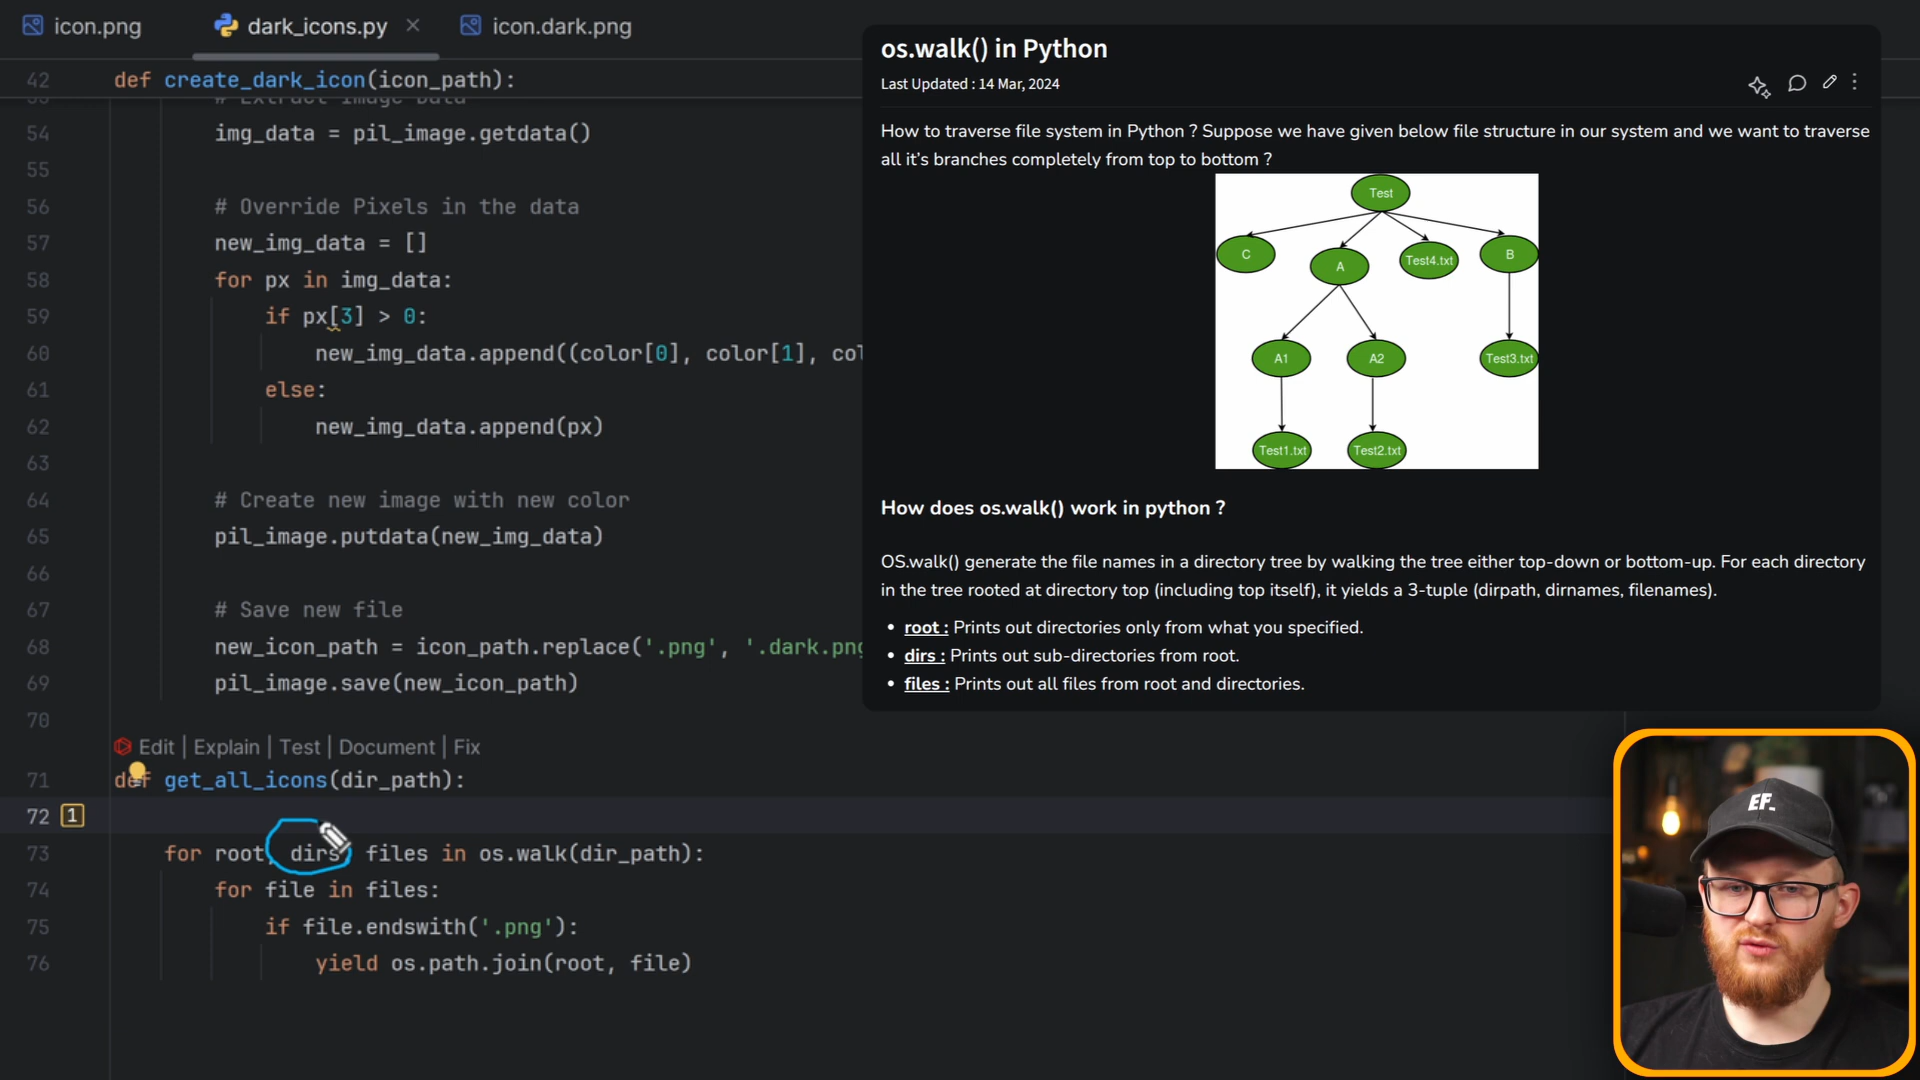 icon.png
dark_icons.py
icon.dark.png
42 def create_dark_icon(icon_path):
# Extract Image Data
54 img_data = pil_image.getdata()
55
56 # Override Pixels in the data
57 new_img_data = []
58 for px in img_data:
59 if px[3] > 0:
60 new_img_data.append((color[0], color[1], col
61 else:
62 new_img_data.append(px)
63
64 # Create new image with new color
65 pil_image.putdata(new_img_data)
66
67 # Save new file
68 new_icon_path = icon_path.replace('.png', '.dark.png
69 pil_image.save(new_icon_path)
70
Edit | Explain | Test | Document | Fix
71 def get_all_icons(dir_path):
72 1
73 for root, dirs, files in os.walk(dir_path):
74 for file in files:
75 if file.endswith('.png'):
76 yield os.path.join(root, file)
os.walk() in Python
Last Updated : 14 Mar, 2024
How to traverse file system in Python ? Suppose we have given below file structure in our system and we want to traverse
all it's branches completely from top to bottom ?
Test
C
A
Test4.txt
B
A1
A2
Test3.txt
Test1.txt
Test2.txt
How does os.walk() work in python ?
OS.walk() generate the file names in a directory tree by walking the tree either top-down or bottom-up. For each directory
in the tree rooted at directory top (including top itself), it yields a 3-tuple (dirpath, dirnames, filenames).
• root : Prints out directories only from what you specified.
• dirs : Prints out sub-directories from root.
• files : Prints out all files from root and directories.
EF.